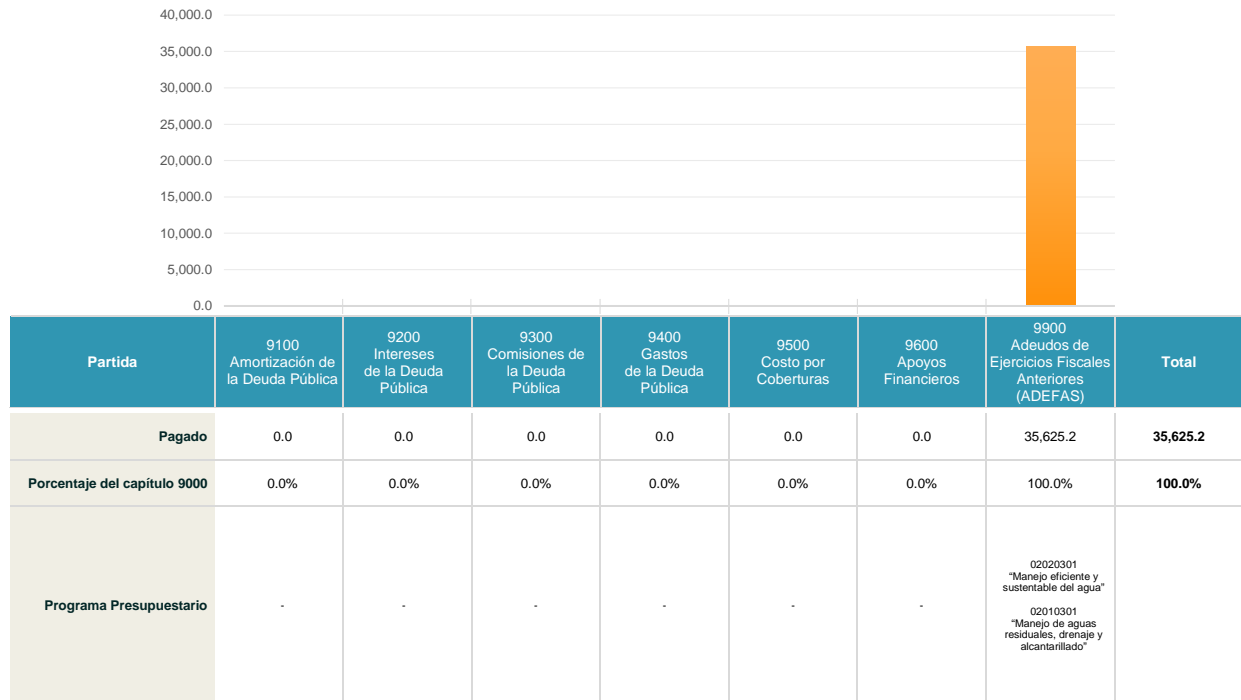 40,000.0
35,000.0
30,000.0
25,000.0
20,000.0
15,000.0
10,000.0
5,000.0
0.0
Partida
9100
Amortización de
la Deuda Pública
9200
Intereses
de la Deuda
Pública
9300
Comisiones de
la Deuda
Pública
9400
Gastos
de la Deuda
Pública
9500
Costo por
Coberturas
9600
Apoyos
Financieros
9900
Adeudos de
Ejercicios Fiscales
Anteriores
(ADEFAS)
Total
Pagado
0.0
0.0
0.0
0.0
0.0
0.0
35,625.2
35,625.2
Porcentaje del capítulo 9000
0.0%
0.0%
0.0%
0.0%
0.0%
0.0%
100.0%
100.0%
Programa Presupuestario
-
-
-
-
-
-
02020301
“Manejo eficiente y
sustentable del agua”
02010301
“Manejo de aguas
residuales, drenaje y
alcantarillado”